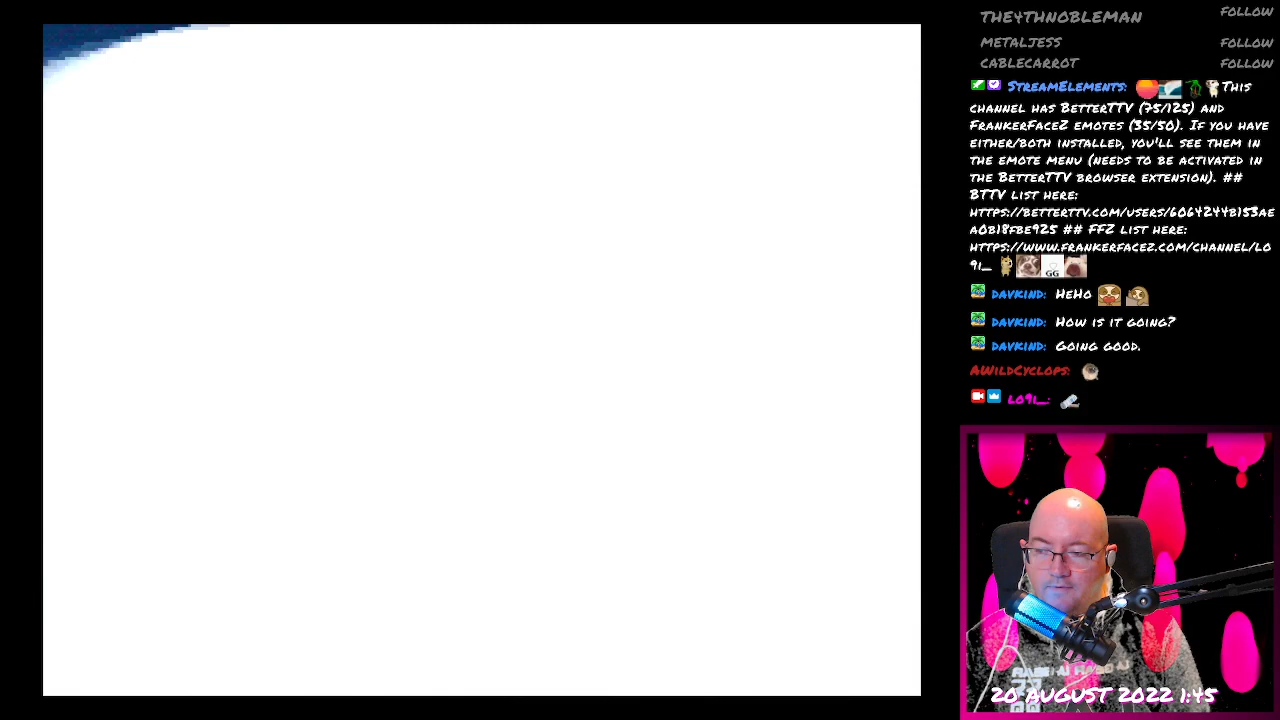 THE4THNOBLEMAN FOLLOW
METALJESS FOLLOW
CABLECARROT FOLLOW
StreamElements: This
channel has BetterTTV (75/125) and
FrankerFaceZ emotes (35/50). If you have
either/both installed, you'll see them in
the emote menu (needs to be activated in
the BetterTTV browser extension). ##
BTTV list here:
https://betterttv.com/users/6064244b153ae
a0b18fbe925 ## FFZ list here:
https://www.frankerfacez.com/channel/lo
9i_
GG
davkind: HeHo
davkind: How is it going?
davkind: Going good.
AWildCyclops:
lo9i_:
20 AUGUST 2022 1:45